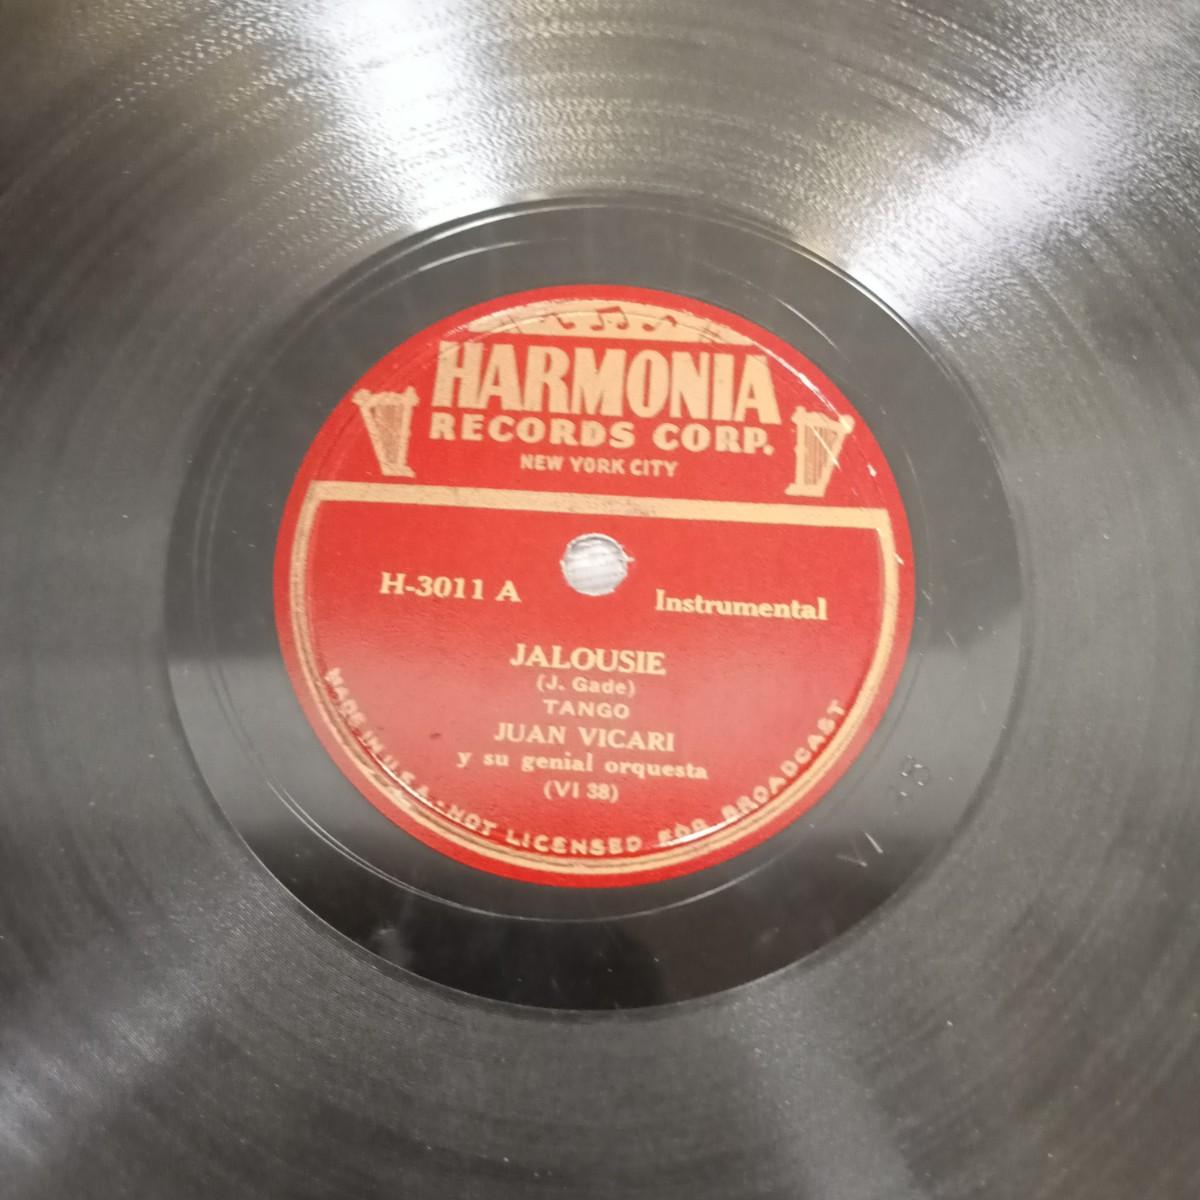 HARMONIA
RECORDS CORP.
NEW YORK CITY
H-3011 A
Instrumental
JALOUSIE
(J. Gade)
TANGO
JUAN VICARI
y su genial orquesta
(VI 38)
MADE IN U.S.A. - NOT LICENSED FOR BROADCAST
VI